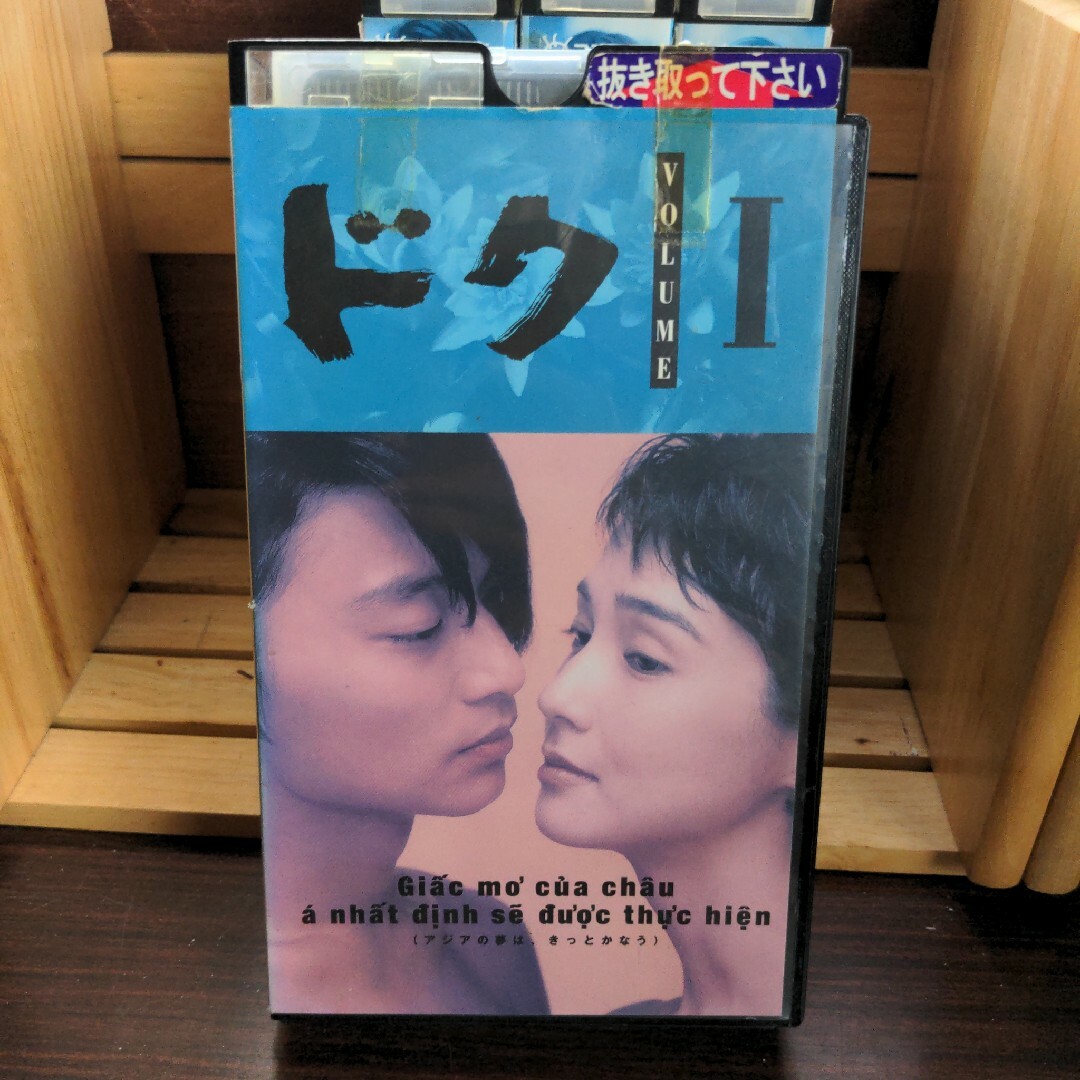 抜き取って下さい
ドク
VOLUME
I
Giấc mơ của châu
á nhất định sẽ được thực hiện
(アジアの夢は、きっとかなう)